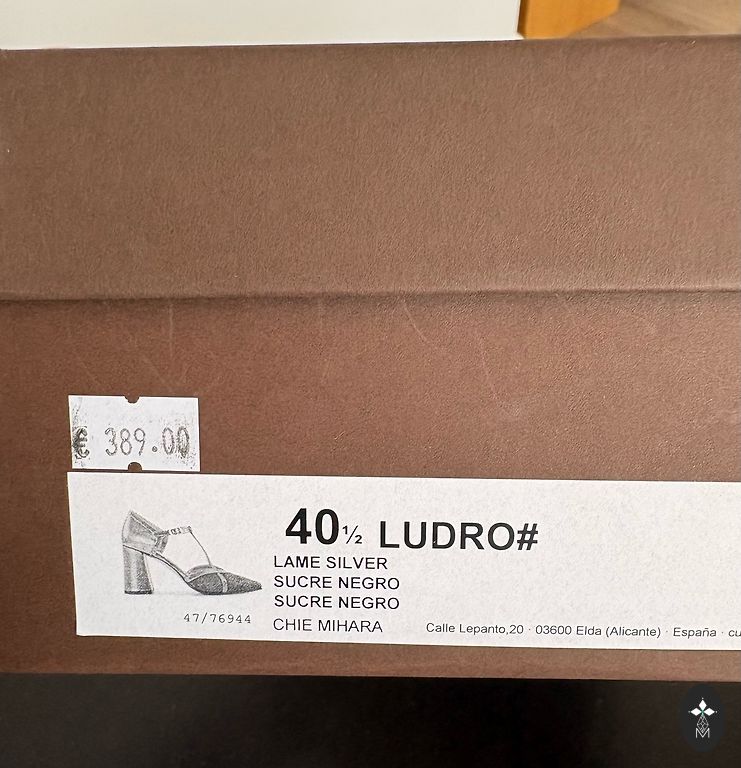 € 389.00
40½ LUDRO#
LAME SILVER
SUCRE NEGRO
SUCRE NEGRO
47/76944
CHIE MIHARA
Calle Lepanto,20 · 03600 Elda (Alicante) · España · cu
M